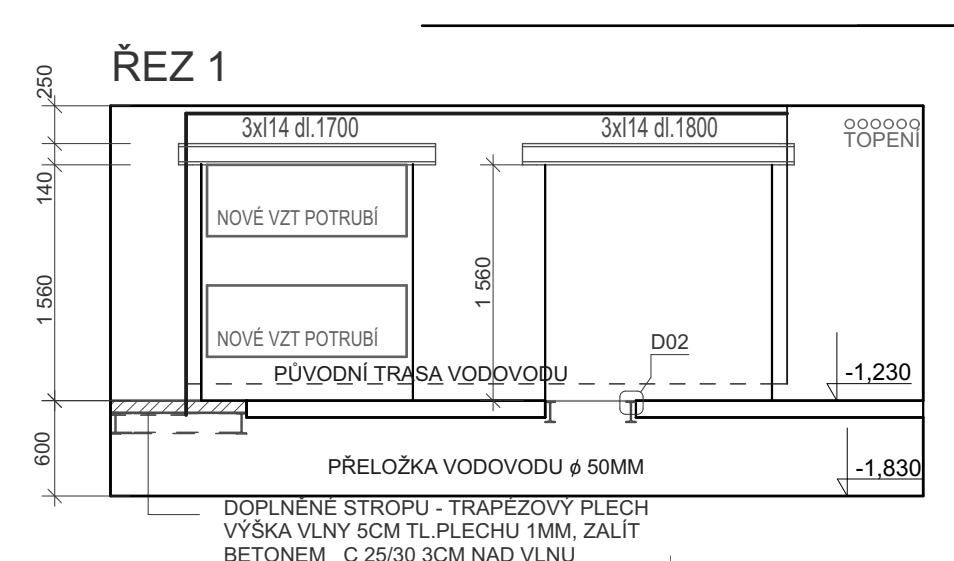 ŘEZ 1
250
3xI14 dl.1700
3xI14 dl.1800
TOPENÍ
140
NOVÉ VZT POTRUBÍ
1 560
1 560
NOVÉ VZT POTRUBÍ
D02
PŮVODNÍ TRASA VODOVODU
-1,230
600
PŘELOŽKA VODOVODU ϕ 50MM
-1,830
DOPLNĚNÉ STROPU - TRAPÉZOVÝ PLECH
VÝŠKA VLNY 5CM TL.PLECHU 1MM, ZALÍT
BETONEM C 25/30 3CM NAD VLNU